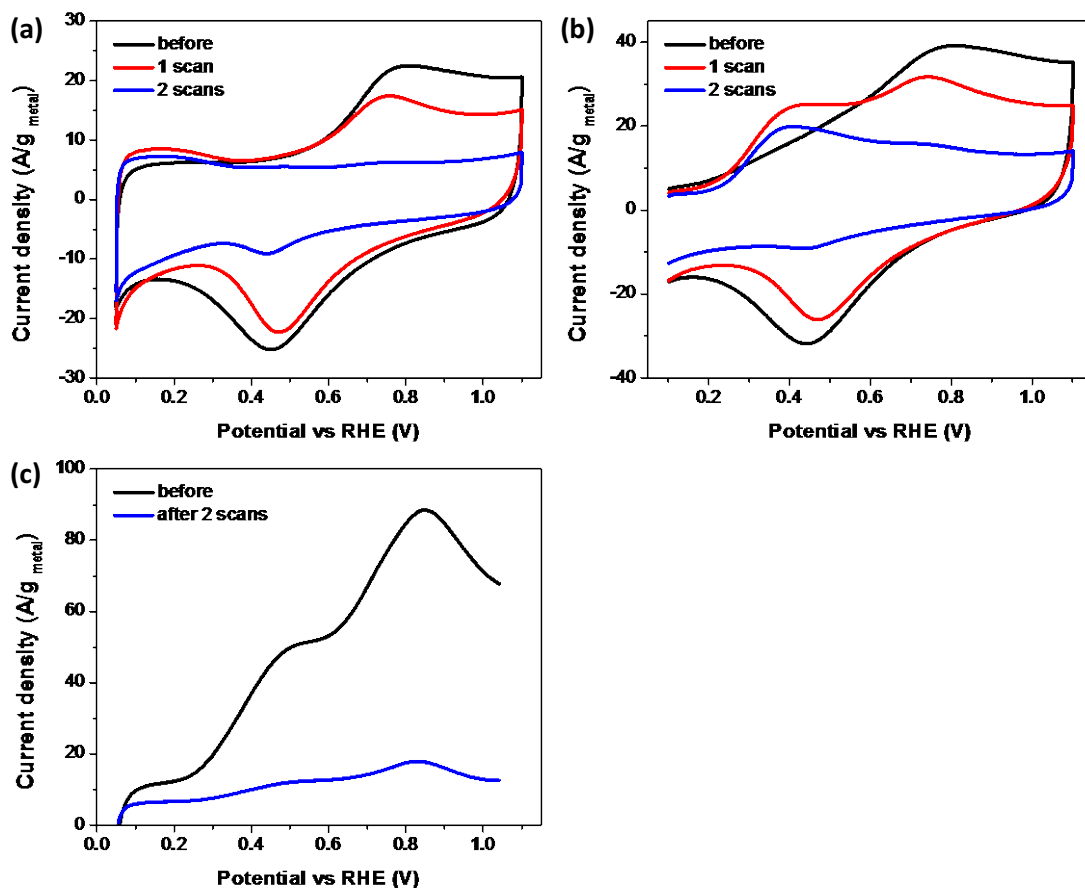 (a)
before
1 scan
2 scans
30
20
10
0
-10
-20
-30
Current density (A/g metal)
0.0 0.2 0.4 0.6 0.8 1.0
Potential vs RHE (V)
(b)
before
1 scan
2 scans
40
20
0
-20
-40
Current density (A/g metal)
0.2 0.4 0.6 0.8 1.0
Potential vs RHE (V)
(c)
before
after 2 scans
100
80
60
40
20
0
Current density (A/g metal)
0.0 0.2 0.4 0.6 0.8 1.0
Potential vs RHE (V)